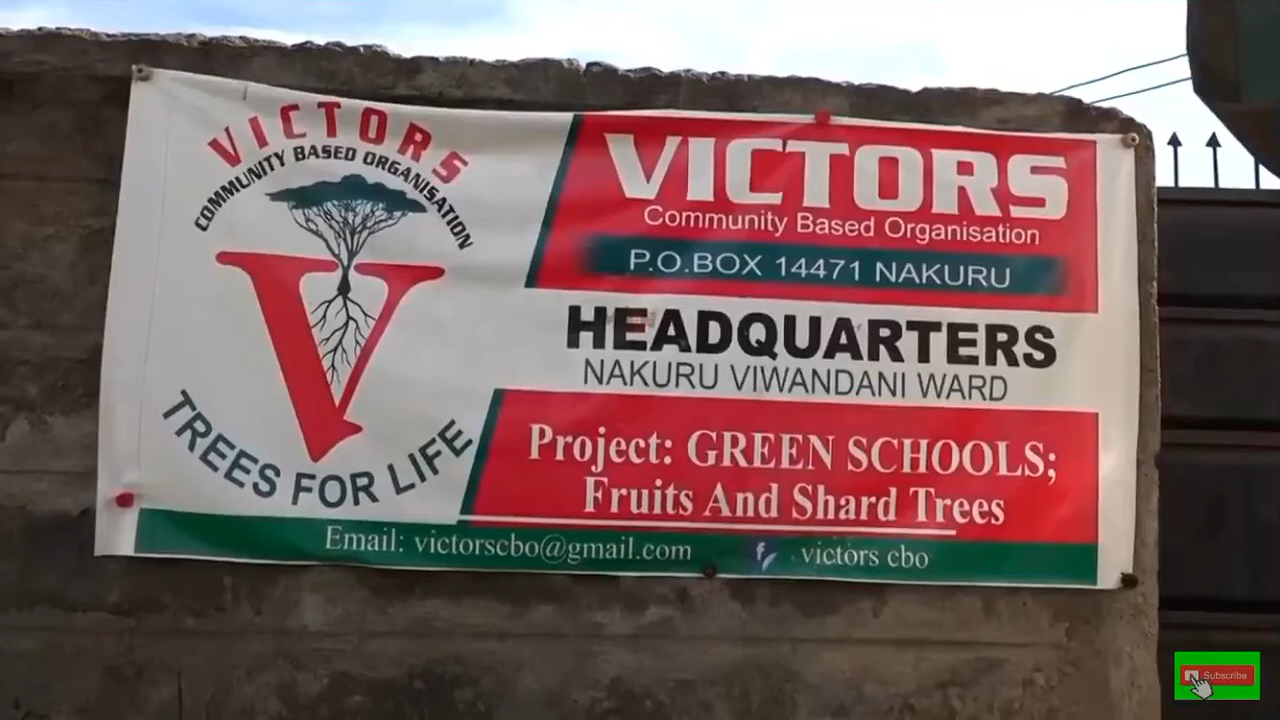 VICTORS
COMMUNITY BASED ORGANISATION
V
TREES FOR LIFE
VICTORS
Community Based Organisation
P.O.BOX 14471 NAKURU
HEADQUARTERS
NAKURU VIWANDANI WARD
Project: GREEN SCHOOLS;
Fruits And Shard Trees
Email: victorscbo@gmail.com
f victors cbo
Subscribe